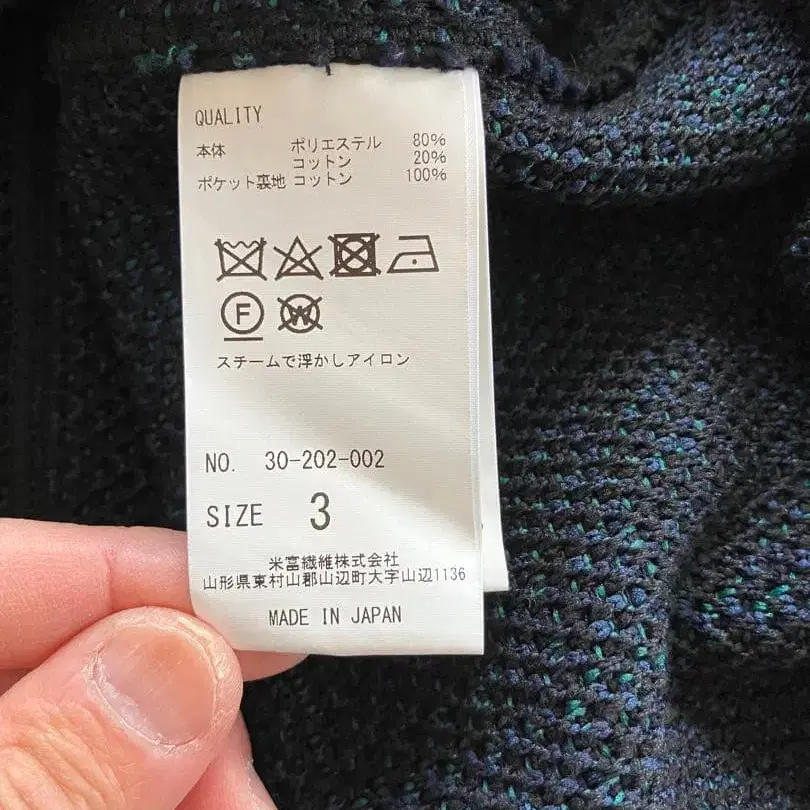 QUALITY
本体 ポリエステル 80%
コットン 20%
ポケット裏地 コットン 100%
F W
スチームで浮かしアイロン
NO. 30-202-002
SIZE 3
米富繊維株式会社
山形県東村山郡山辺町大字山辺1136
MADE IN JAPAN